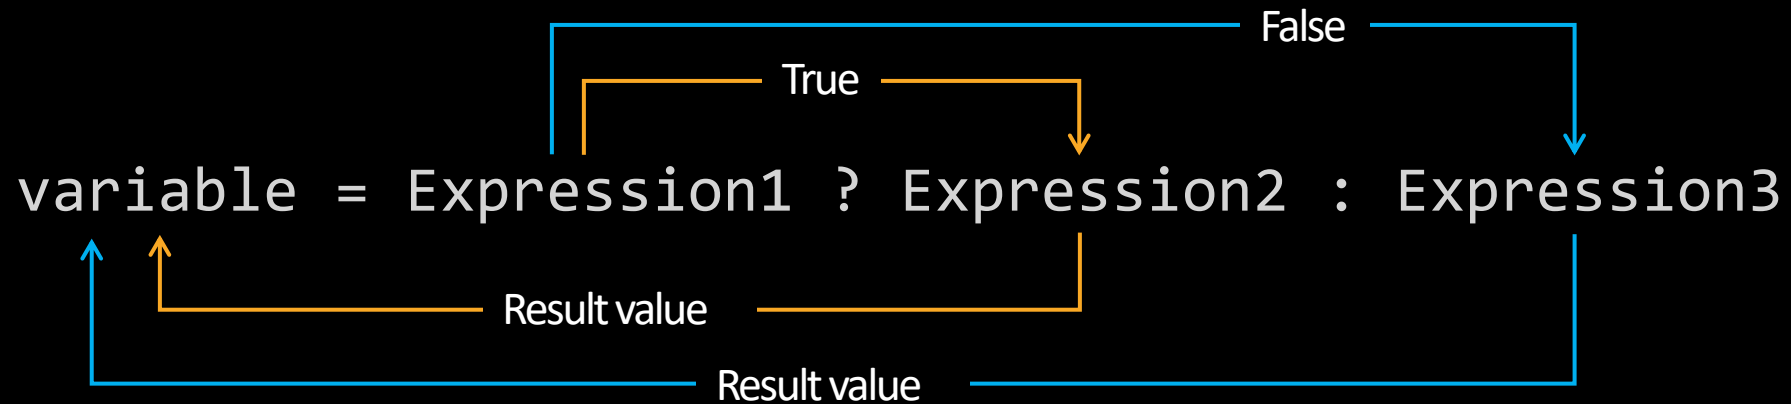 False
True
variable = Expression1 ? Expression2 : Expression3
Result value
Result value